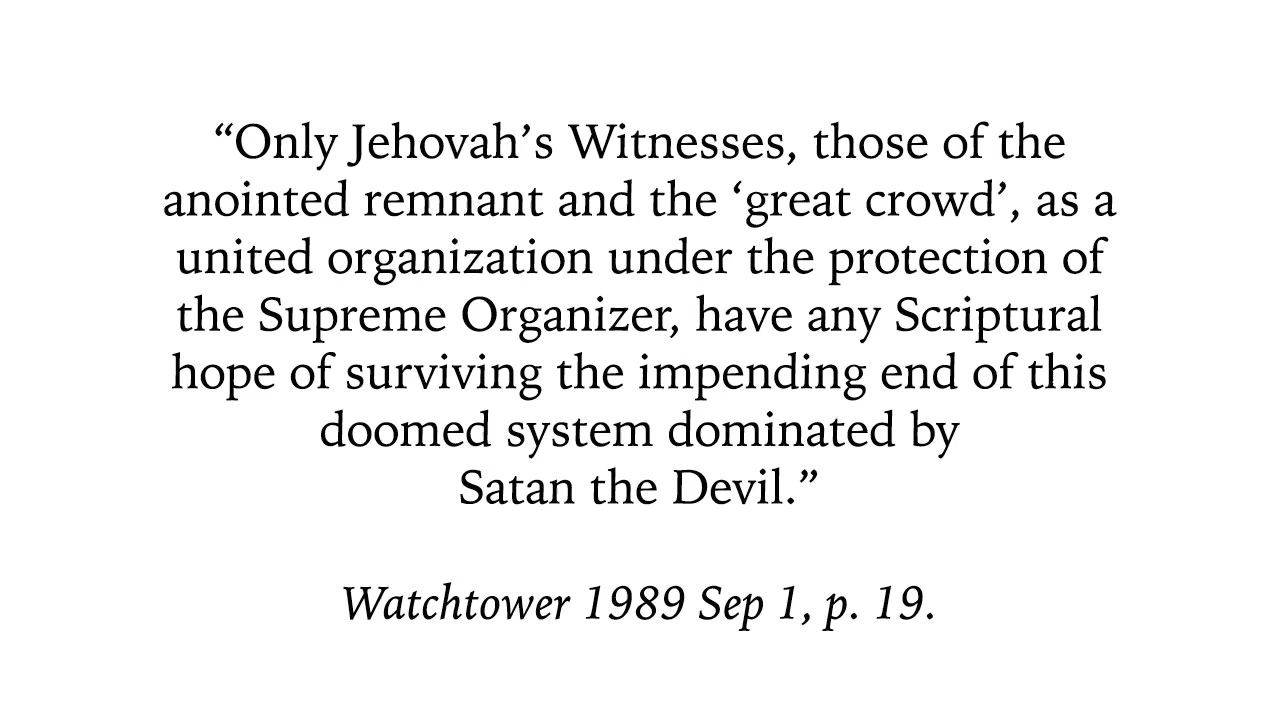 “Only Jehovah’s Witnesses, those of the
anointed remnant and the ‘great crowd’, as a
united organization under the protection of
the Supreme Organizer, have any Scriptural
hope of surviving the impending end of this
doomed system dominated by
Satan the Devil.”
Watchtower 1989 Sep 1, p. 19.